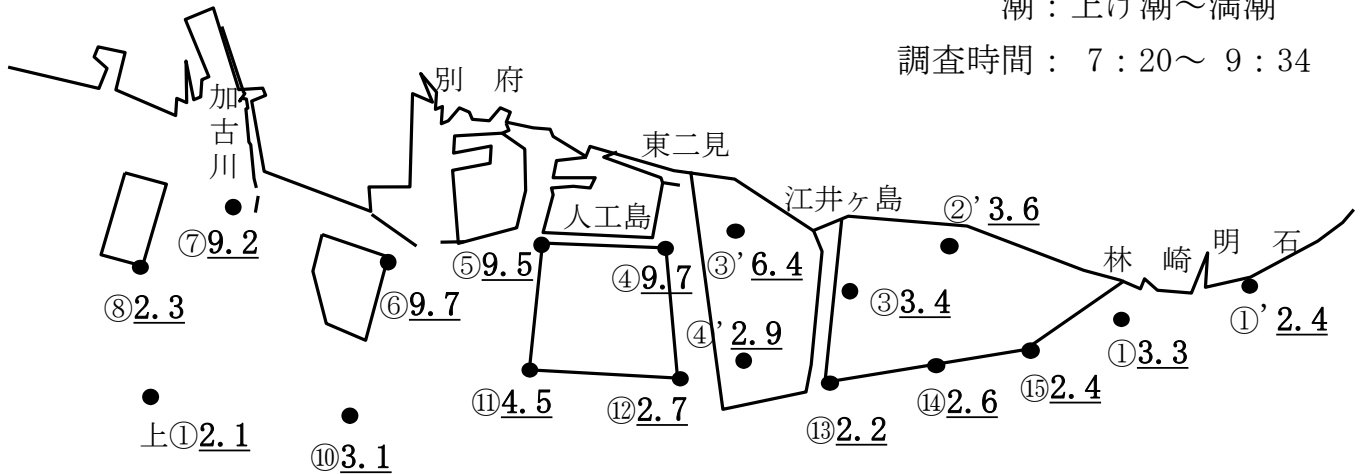 潮：上げ潮～満潮
調査時間： 7：20～ 9：34
別 府
加古川
東二見
人工島
江井ヶ島
②’3.6
林 崎 明 石
⑦9.2
⑤9.5
④9.7
③’6.4
⑧2.3
⑥9.7
③3.4
①’2.4
④’2.9
①3.3
⑮2.4
⑪4.5
⑫2.7
⑭2.6
⑬2.2
上①2.1
⑩3.1